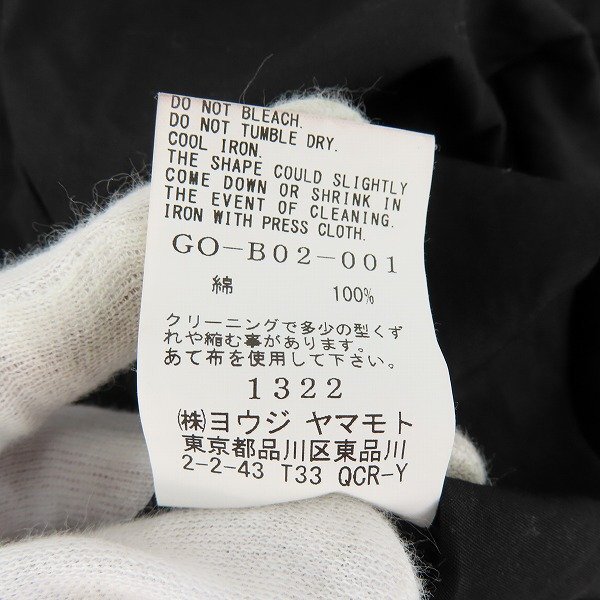 DO NOT BLEACH.
DO NOT TUMBLE DRY.
COOL IRON.
THE SHAPE COULD SLIGHTLY
COME DOWN OR SHRINK IN
THE EVENT OF CLEANING.
IRON WITH PRESS CLOTH.
GO-B02-001
綿 100%
クリーニングで多少の型くず
れや縮む事があります。
あて布を使用して下さい。
1322
㈱ヨウジ ヤマモト
東京都品川区東品川
2-2-43 T33 QCR-Y